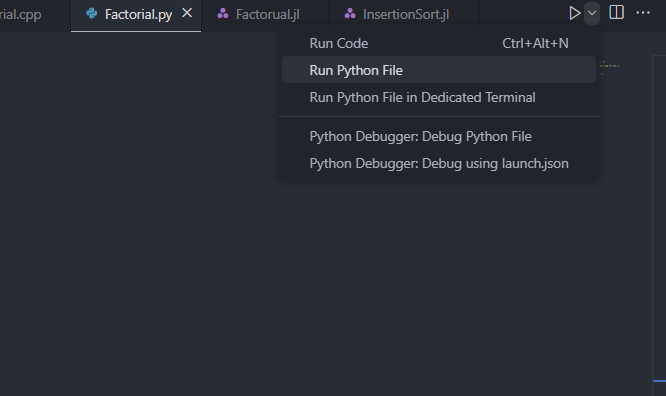 rial.cpp Factorial.py Factorual.jl InsertionSort.jl
Run Code Ctrl+Alt+N
Run Python File
Run Python File in Dedicated Terminal
Python Debugger: Debug Python File
Python Debugger: Debug using launch.json